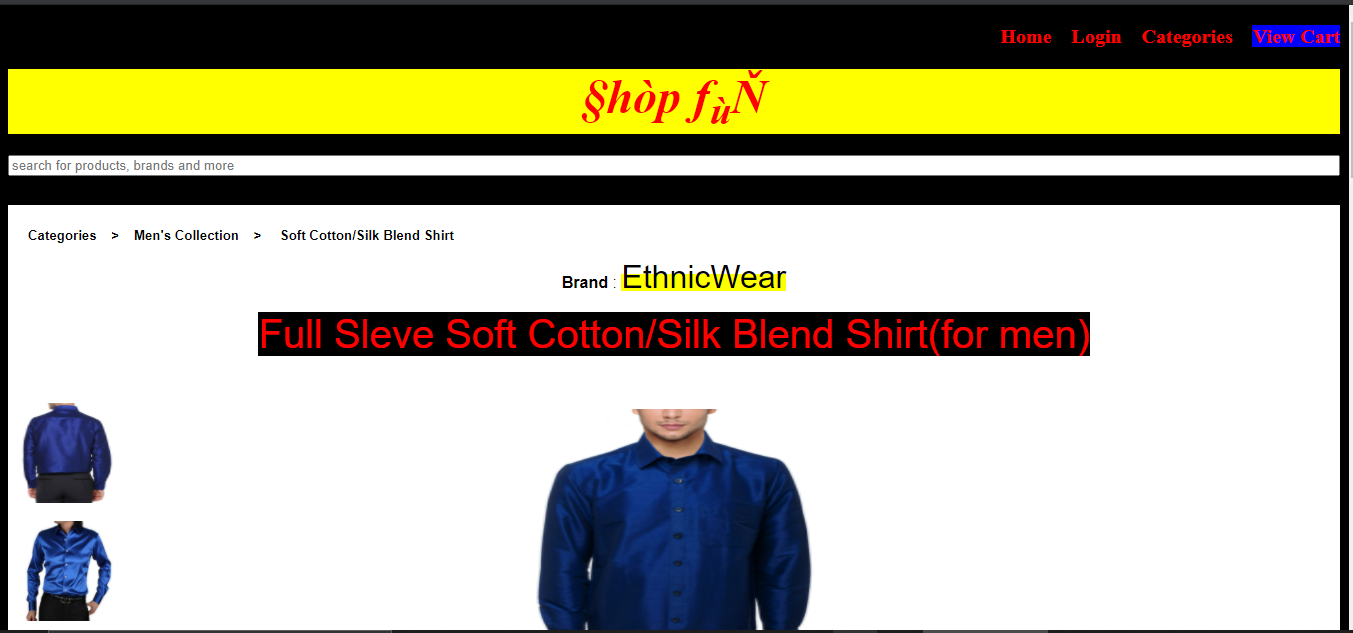 Home Login Categories View Cart
§hòp fùŇ
search for products, brands and more
Categories > Men's Collection > Soft Cotton/Silk Blend Shirt
Brand : EthnicWear
Full Sleve Soft Cotton/Silk Blend Shirt(for men)